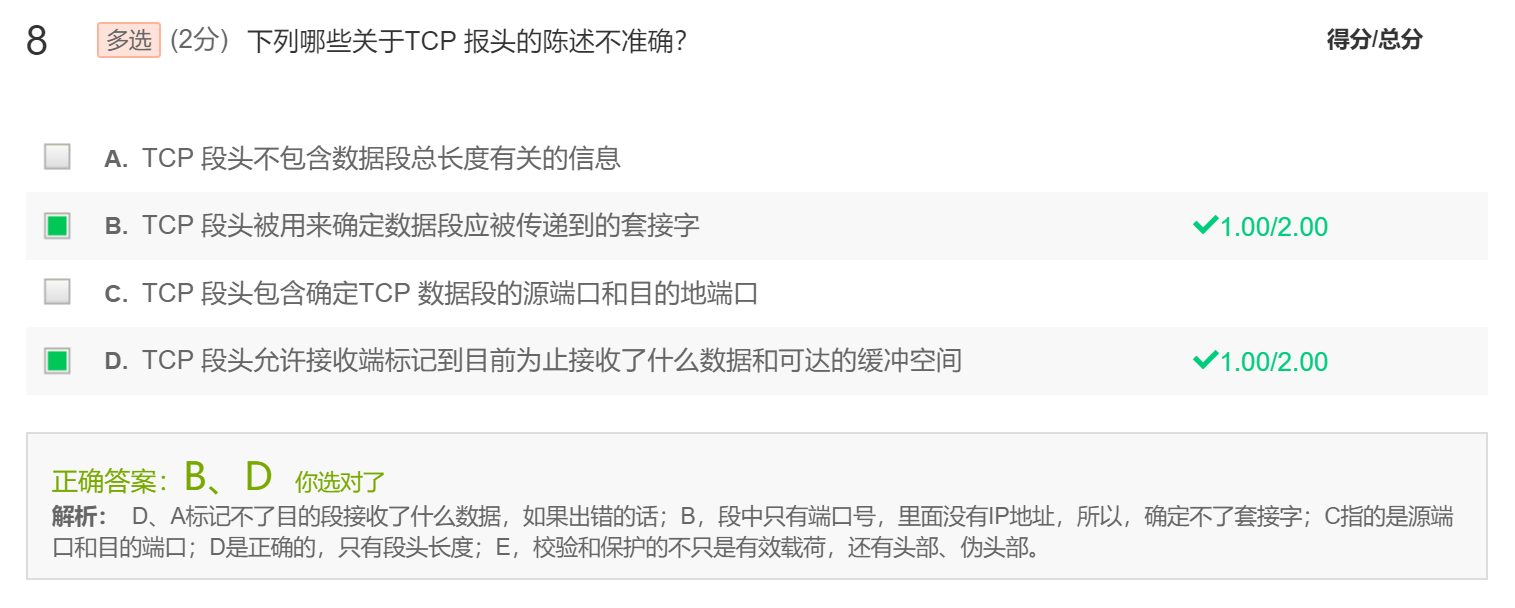 8 多选 (2分) 下列哪些关于TCP 报头的陈述不准确? 得分/总分
A. TCP 段头不包含数据段总长度有关的信息
B. TCP 段头被用来确定数据段应被传递到的套接字 1.00/2.00
C. TCP 段头包含确定TCP 数据段的源端口和目的地端口
D. TCP 段头允许接收端标记到目前为止接收了什么数据和可达的缓冲空间 1.00/2.00
正确答案：B、D 你选对了
解析： D、A标记不了目的段接收了什么数据，如果出错的话；B，段中只有端口号，里面没有IP地址，所以，确定不了套接字；C指的是源端
口和目的端口；D是正确的，只有段头长度；E，校验和保护的不只是有效载荷，还有头部、伪头部。